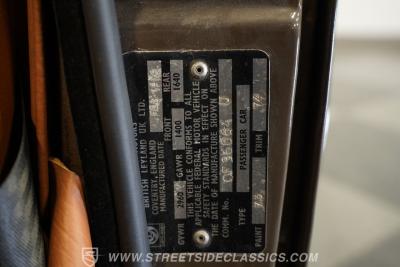 BRITISH LEYLAND UK LTD.
COVENTRY, ENGLAND
MANUFACTURED
GVWR GAWR FRONT 1400 REAR 1640
THIS VEHICLE CONFORMS TO ALL
APPLICABLE FEDERAL MOTOR VEHICLE
SAFETY STANDARDS IN EFFECT ON
THE DATE OF MANUFACTURE SHOWN ABOVE
COMM. No. U
TYPE PASSENGER CAR
PAINT 73 TRIM
WWW.STREETSIDECLASSICS.COM